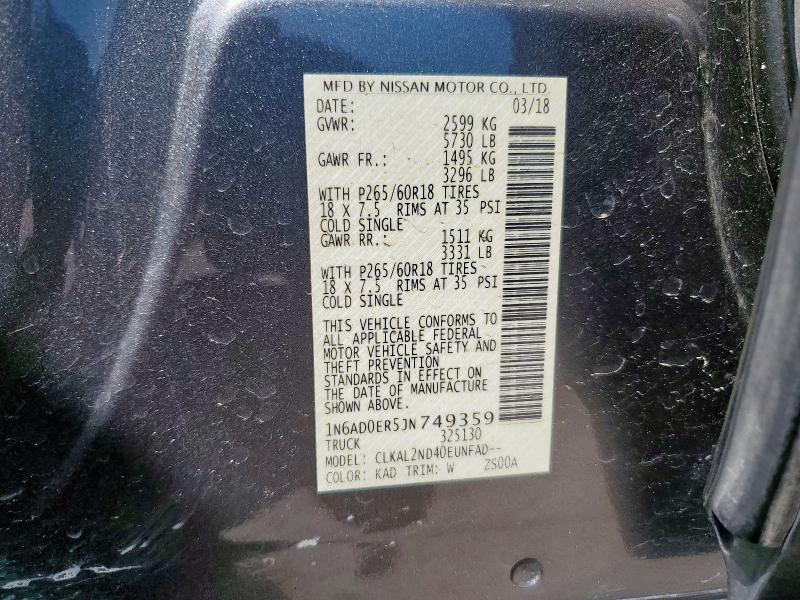 MFD BY NISSAN MOTOR CO., LTD.
DATE: 03/18
GVWR: 2599 KG
5730 LB
GAWR FR.: 1495 KG
3296 LB
WITH P265/60R18 TIRES
18 X 7.5 RIMS AT 35 PSI
COLD SINGLE
GAWR RR.: 1511 KG
3331 LB
WITH P265/60R18 TIRES
18 X 7.5 RIMS AT 35 PSI
COLD SINGLE
THIS VEHICLE CONFORMS TO
ALL APPLICABLE FEDERAL
MOTOR VEHICLE SAFETY AND
THEFT PREVENTION
STANDARDS IN EFFECT ON
THE DATE OF MANUFACTURE
SHOWN ABOVE.
1N6AD0ER5JN749359
TRUCK 325130
MODEL: CLKAL2ND40EUNFAD--
COLOR: KAD TRIM: W ZS00A